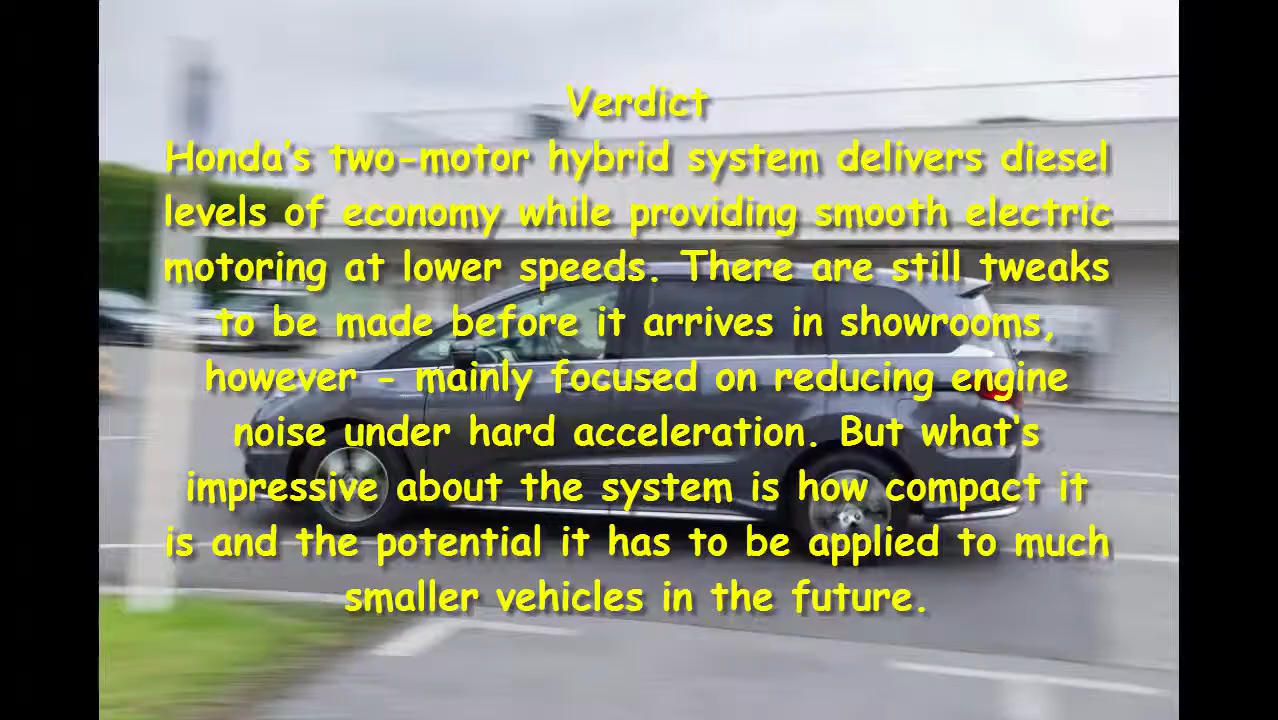 Verdict
Honda's two-motor hybrid system delivers diesel
levels of economy while providing smooth electric
motoring at lower speeds. There are still tweaks
to be made before it arrives in showrooms,
however - mainly focused on reducing engine
noise under hard acceleration. But what's
impressive about the system is how compact it
is and the potential it has to be applied to much
smaller vehicles in the future.